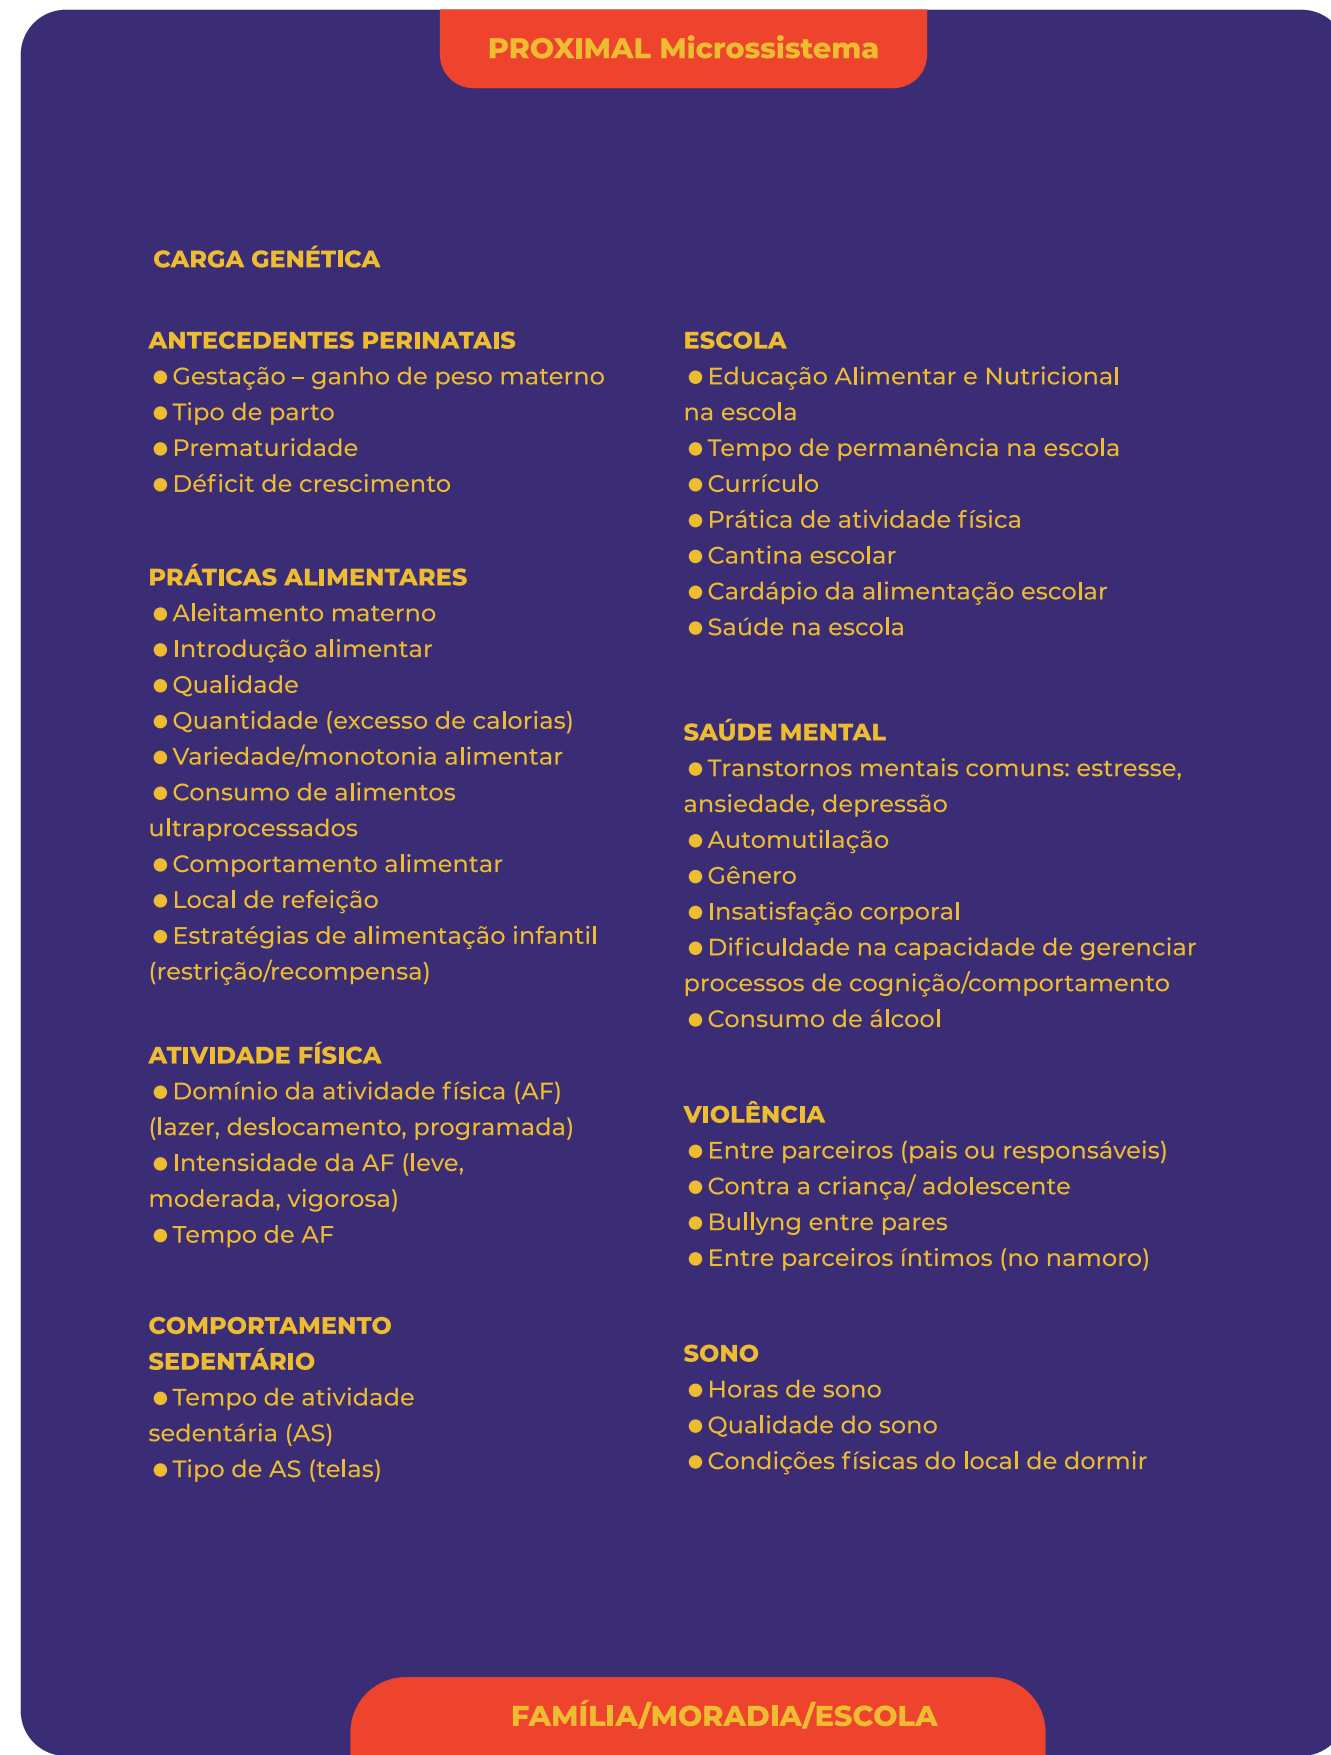 PROXIMAL Microssistema
CARGA GENÉTICA
ANTECEDENTES PERINATAIS
●Gestação – ganho de peso materno
●Tipo de parto
●Prematuridade
●Déficit de crescimento
PRÁTICAS ALIMENTARES
●Aleitamento materno
●Introdução alimentar
●Qualidade
●Quantidade (excesso de calorias)
●Variedade/monotonia alimentar
●Consumo de alimentos
ultraprocessados
●Comportamento alimentar
●Local de refeição
●Estratégias de alimentação infantil
(restrição/recompensa)
ATIVIDADE FÍSICA
●Domínio da atividade física (AF)
(lazer, deslocamento, programada)
●Intensidade da AF (leve,
moderada, vigorosa)
●Tempo de AF
COMPORTAMENTO
SEDENTÁRIO
●Tempo de atividade
sedentária (AS)
●Tipo de AS (telas)
ESCOLA
●Educação Alimentar e Nutricional
na escola
●Tempo de permanência na escola
●Currículo
●Prática de atividade física
●Cantina escolar
●Cardápio da alimentação escolar
●Saúde na escola
SAÚDE MENTAL
●Transtornos mentais comuns: estresse,
ansiedade, depressão
●Automutilação
●Gênero
●Insatisfação corporal
●Dificuldade na capacidade de gerenciar
processos de cognição/comportamento
●Consumo de álcool
VIOLÊNCIA
●Entre parceiros (pais ou responsáveis)
●Contra a criança/ adolescente
●Bullyng entre pares
●Entre parceiros íntimos (no namoro)
SONO
●Horas de sono
●Qualidade do sono
●Condições físicas do local de dormir
FAMÍLIA/MORADIA/ESCOLA